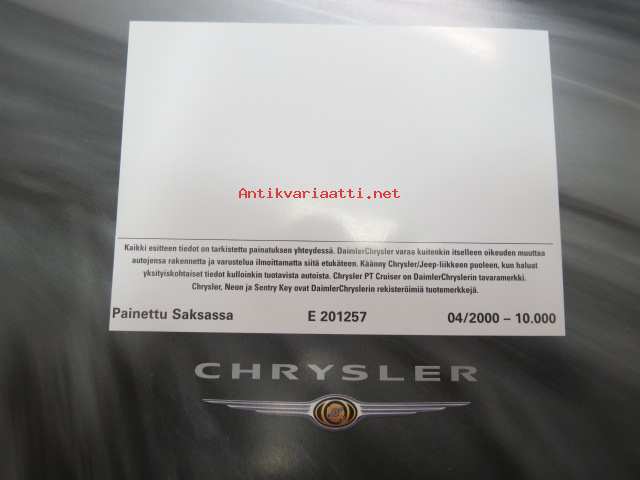 Antikvariaatti.net
Kaikki esitteen tiedot on tarkistettu painatuksen yhteydessä. DaimlerChrysler varaa kuitenkin itselleen oikeuden muuttaa
autojensa rakennetta ja varustelua ilmoittamatta siitä etukäteen. Käänny Chrysler/Jeep-liikkeen puoleen, kun haluat
yksityiskohtaiset tiedot kulloinkin tuotavista autoista. Chrysler PT Cruiser on DaimlerChryslerin tavaramerkki.
Chrysler, Neon ja Sentry Key ovat DaimlerChryslerin rekisteröimiä tuotemerkkejä.
Painettu Saksassa E 201257 04/2000 – 10.000
CHRYSLER